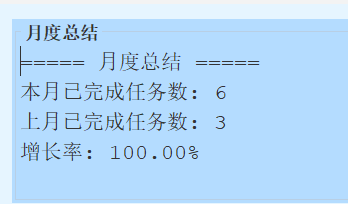 月度总结
===== 月度总结 =====
本月已完成任务数: 6
上月已完成任务数: 3
增长率: 100.00%